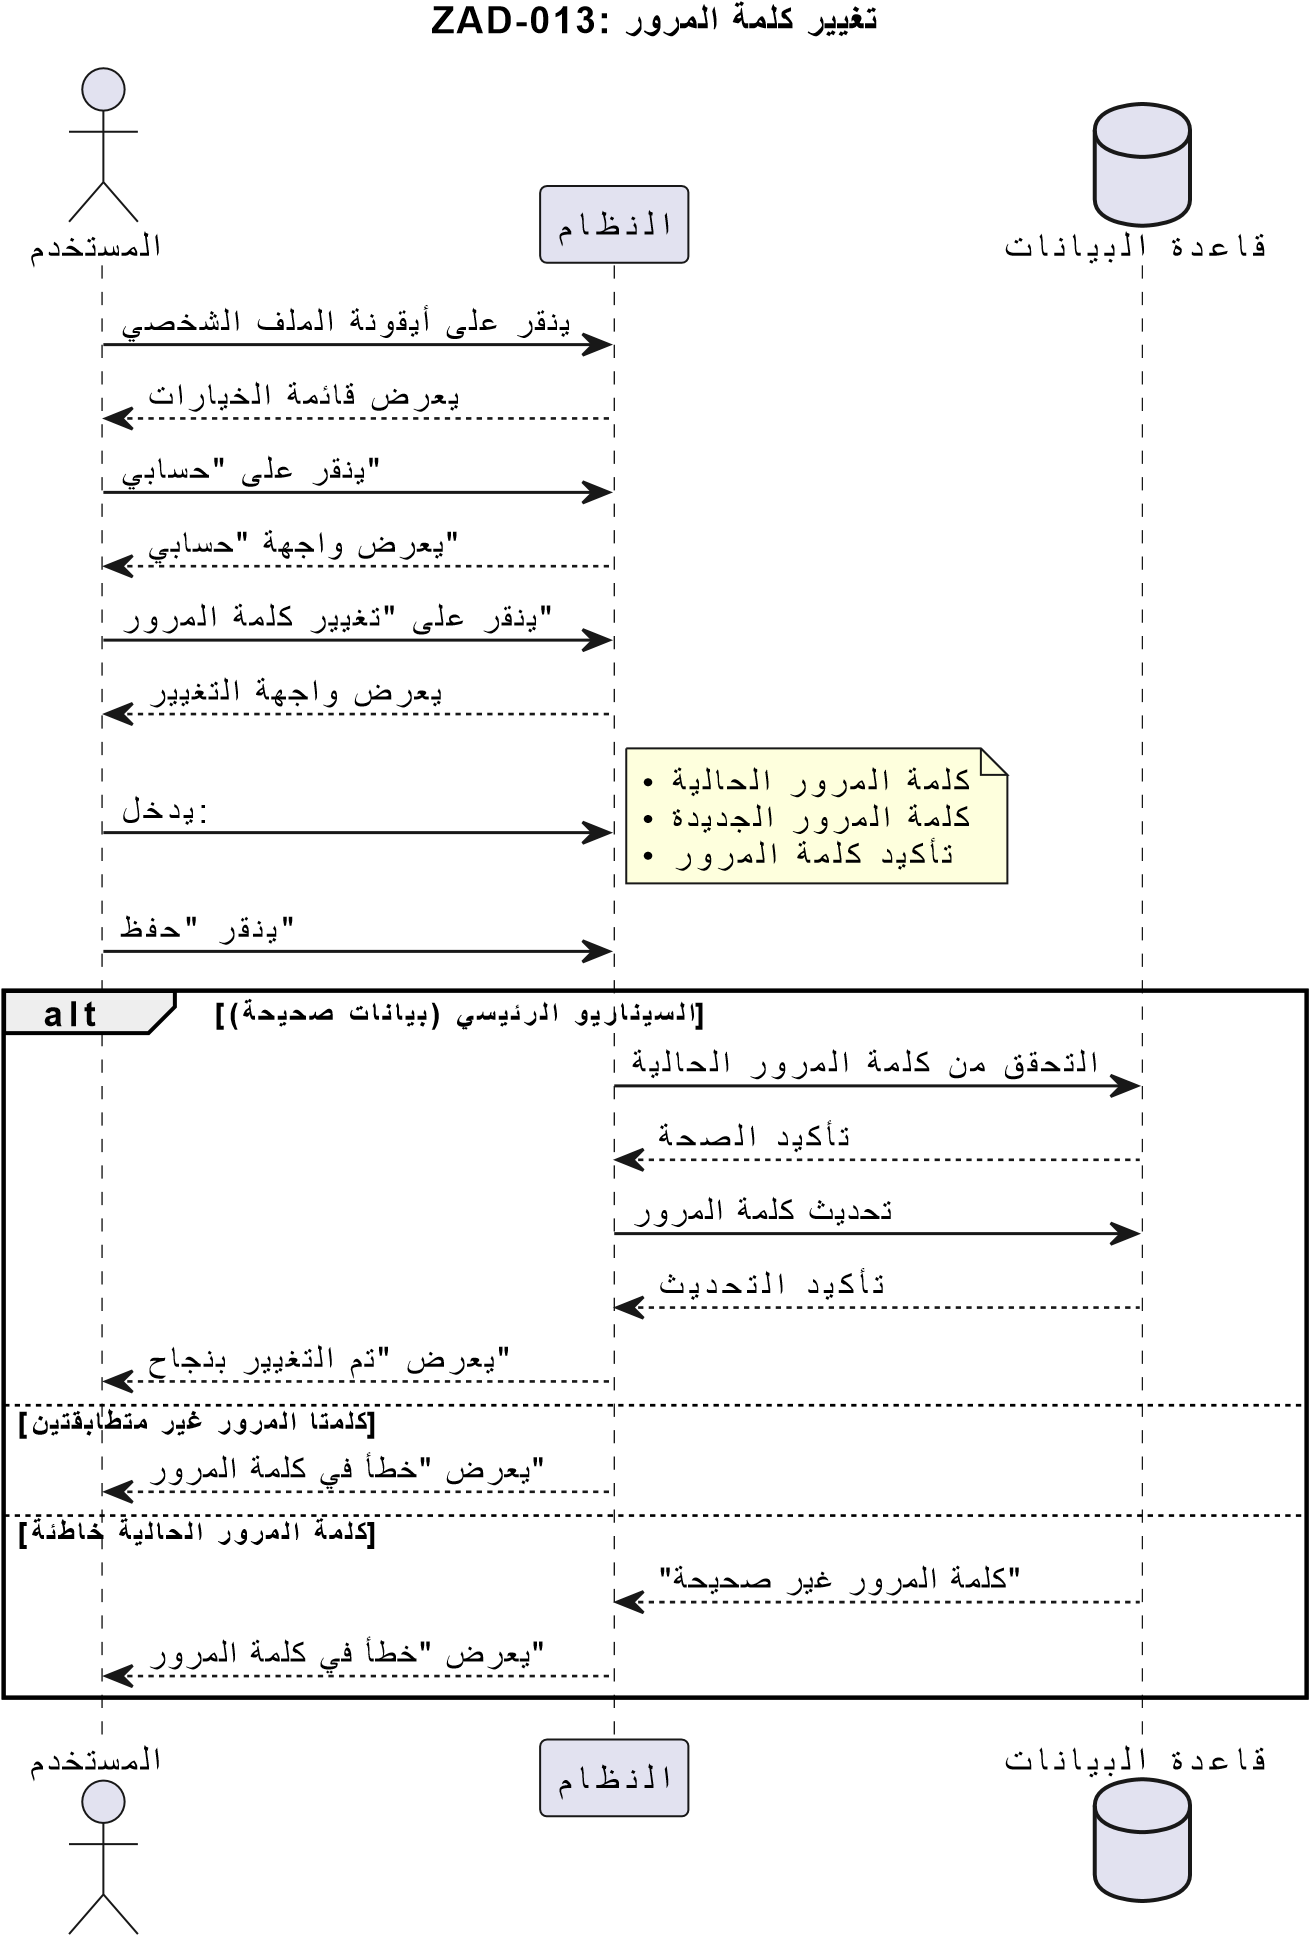 ZAD-013: تغيير كلمة المرور
المستخدم
النظام
قاعدة البيانات
ينقر على أيقونة الملف الشخصي
يعرض قائمة الخيارات
ينقر على "حسابي"
يعرض واجهة "حسابي"
ينقر على "تغيير كلمة المرور"
يعرض واجهة التغيير
يدخل:
• كلمة المرور الحالية
• كلمة المرور الجديدة
• تأكيد كلمة المرور
ينقر "حفظ"
alt
[السيناريو الرئيسي (بيانات صحيحة)]
التحقق من كلمة المرور الحالية
تأكيد الصحة
تحديث كلمة المرور
تأكيد التحديث
يعرض "تم التغيير بنجاح"
[كلمتا المرور غير متطابقتين]
يعرض "خطأ في كلمة المرور"
[كلمة المرور الحالية خاطئة]
"كلمة المرور غير صحيحة"
يعرض "خطأ في كلمة المرور"
المستخدم
النظام
قاعدة البيانات